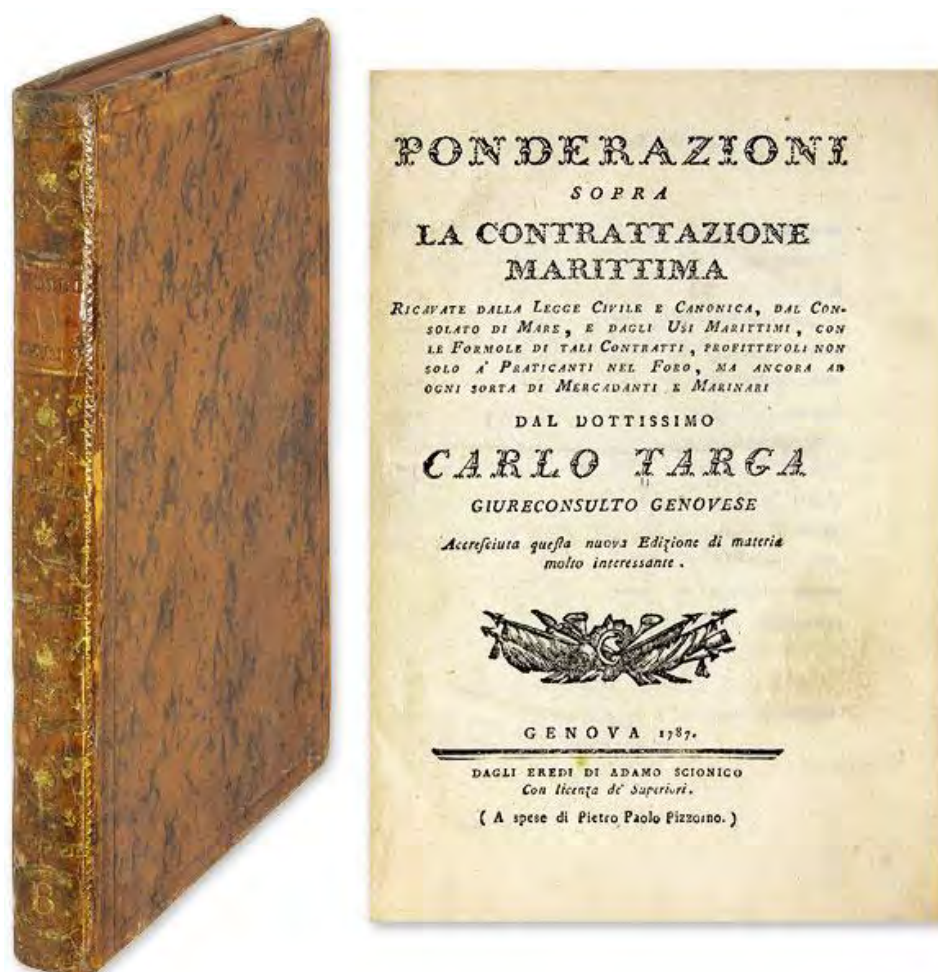 B
PONDERAZIONI
SOPRA
LA CONTRATTAZIONE
MARITTIMA
RICAVATE DALLA LEGGE CIVILE E CANONICA, DAL CON-
SOLATO DI MARE, E DAGLI USI MARITTIMI, CON
LE FORMOLE DI TALI CONTRATTI, PROFITTEVOLI NON
SOLO A' PRATICANTI NEL FORO, MA ANCORA AD
OGNI SORTA DI MERCADANTI E MARINARI
DAL DOTTISSIMO
CARLO TARGA
GIURECONSULTO GENOVESE
Accresciuta questa nuova Edizione di materia
molto interessante.
GENOVA 1787.
DAGLI EREDI DI ADAMO SCIONICO
Con licenza de' Superiori.
( A spese di Pietro Paolo Pizzorno. )